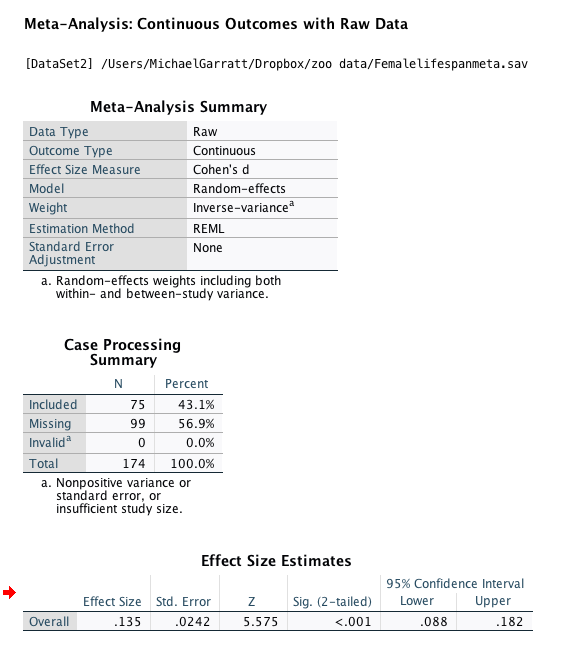 Meta-Analysis: Continuous Outcomes with Raw Data
[DataSet2] /Users/MichaelGarratt/Dropbox/zoo data/Femalelifespanmeta.sav
Meta-Analysis Summary
Data Type Raw
Outcome Type Continuous
Effect Size Measure Cohen's d
Model Random-effects
Weight Inverse-varianceᵃ
Estimation Method REML
Standard Error None
Adjustment
a. Random-effects weights including both
within- and between-study variance.
Case Processing
Summary
N Percent
Included 75 43.1%
Missing 99 56.9%
Invalidᵃ 0 0.0%
Total 174 100.0%
a. Nonpositive variance or
standard error, or
insufficient study size.
Effect Size Estimates
95% Confidence Interval
Effect Size Std. Error Z Sig. (2-tailed) Lower Upper
Overall .135 .0242 5.575 <.001 .088 .182